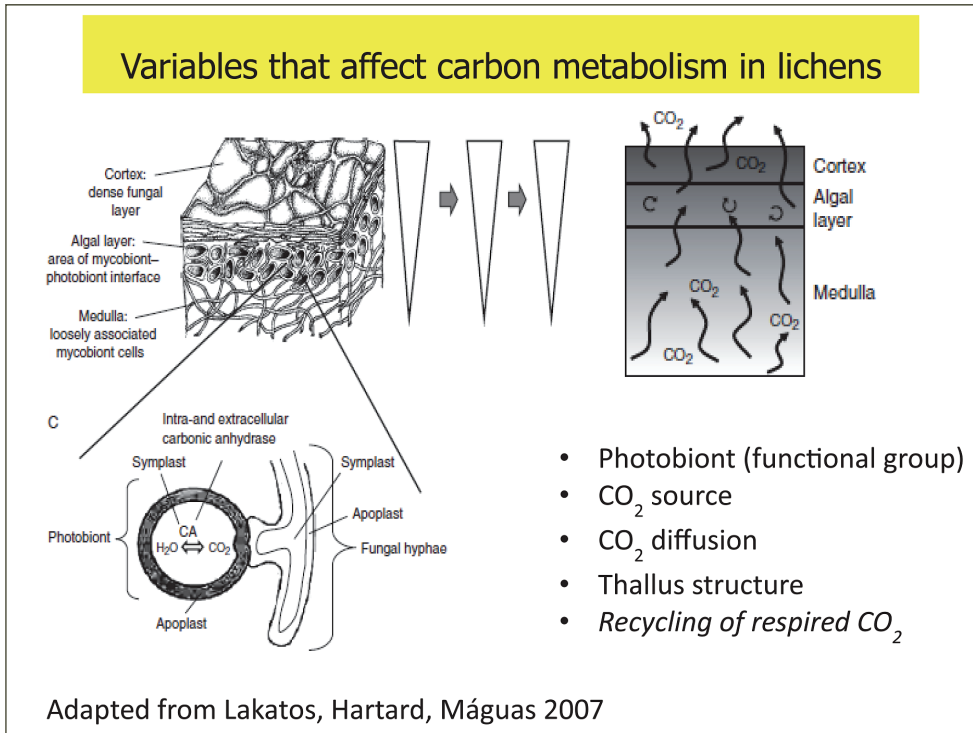 Variables that affect carbon metabolism in lichens
Cortex:
dense fungal
layer
Algal layer:
area of mycobiont–
photobiont interface
Medulla:
loosely associated
mycobiont cells
CO2
CO2
Cortex
Algal
layer
CO2
Medulla
CO2
CO2
C
Intra-and extracellular
carbonic anhydrase
Symplast
Symplast
Apoplast
Photobiont
CA
H2O ⇔ CO2
Fungal hyphae
Apoplast
• Photobiont (functional group)
• CO2 source
• CO2 diffusion
• Thallus structure
• Recycling of respired CO2
Adapted from Lakatos, Hartard, Máguas 2007